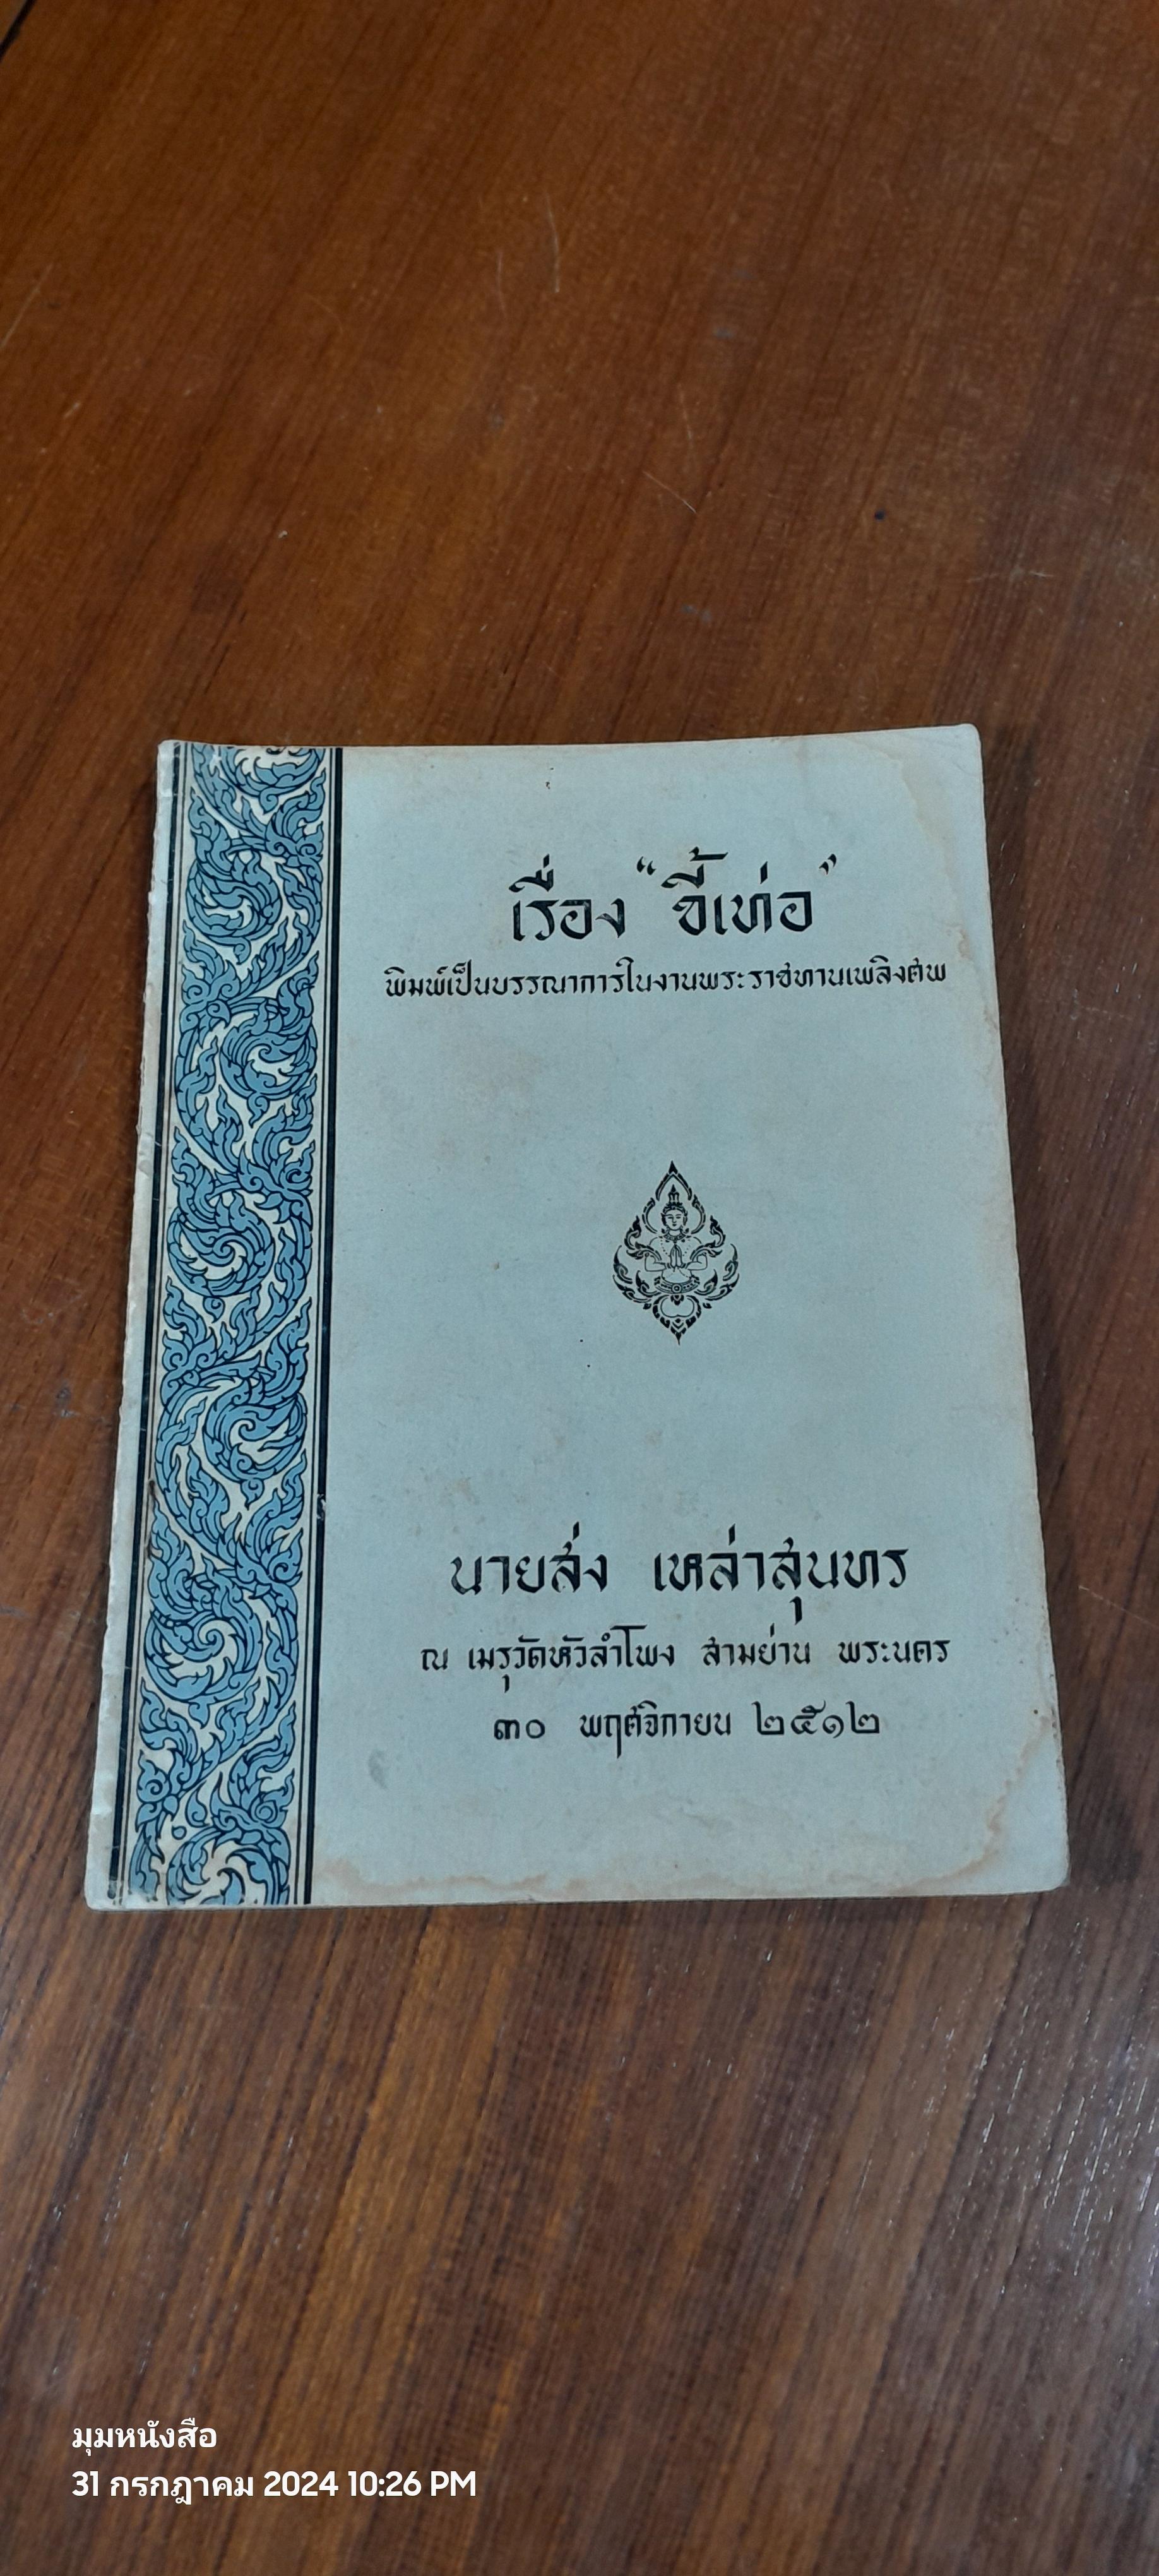 เรื่อง “จี้เท่อ”
พิมพ์เป็นบรรณาการในงานพระราชทานเพลิงศพ
นายส่ง เหล่าสุนทร
ณ เมรุวัดหัวลำโพง สามย่าน พระนคร
๓๐ พฤศจิกายน ๒๕๑๒
มุมหนังสือ
31 กรกฎาคม 2024 10:26 PM